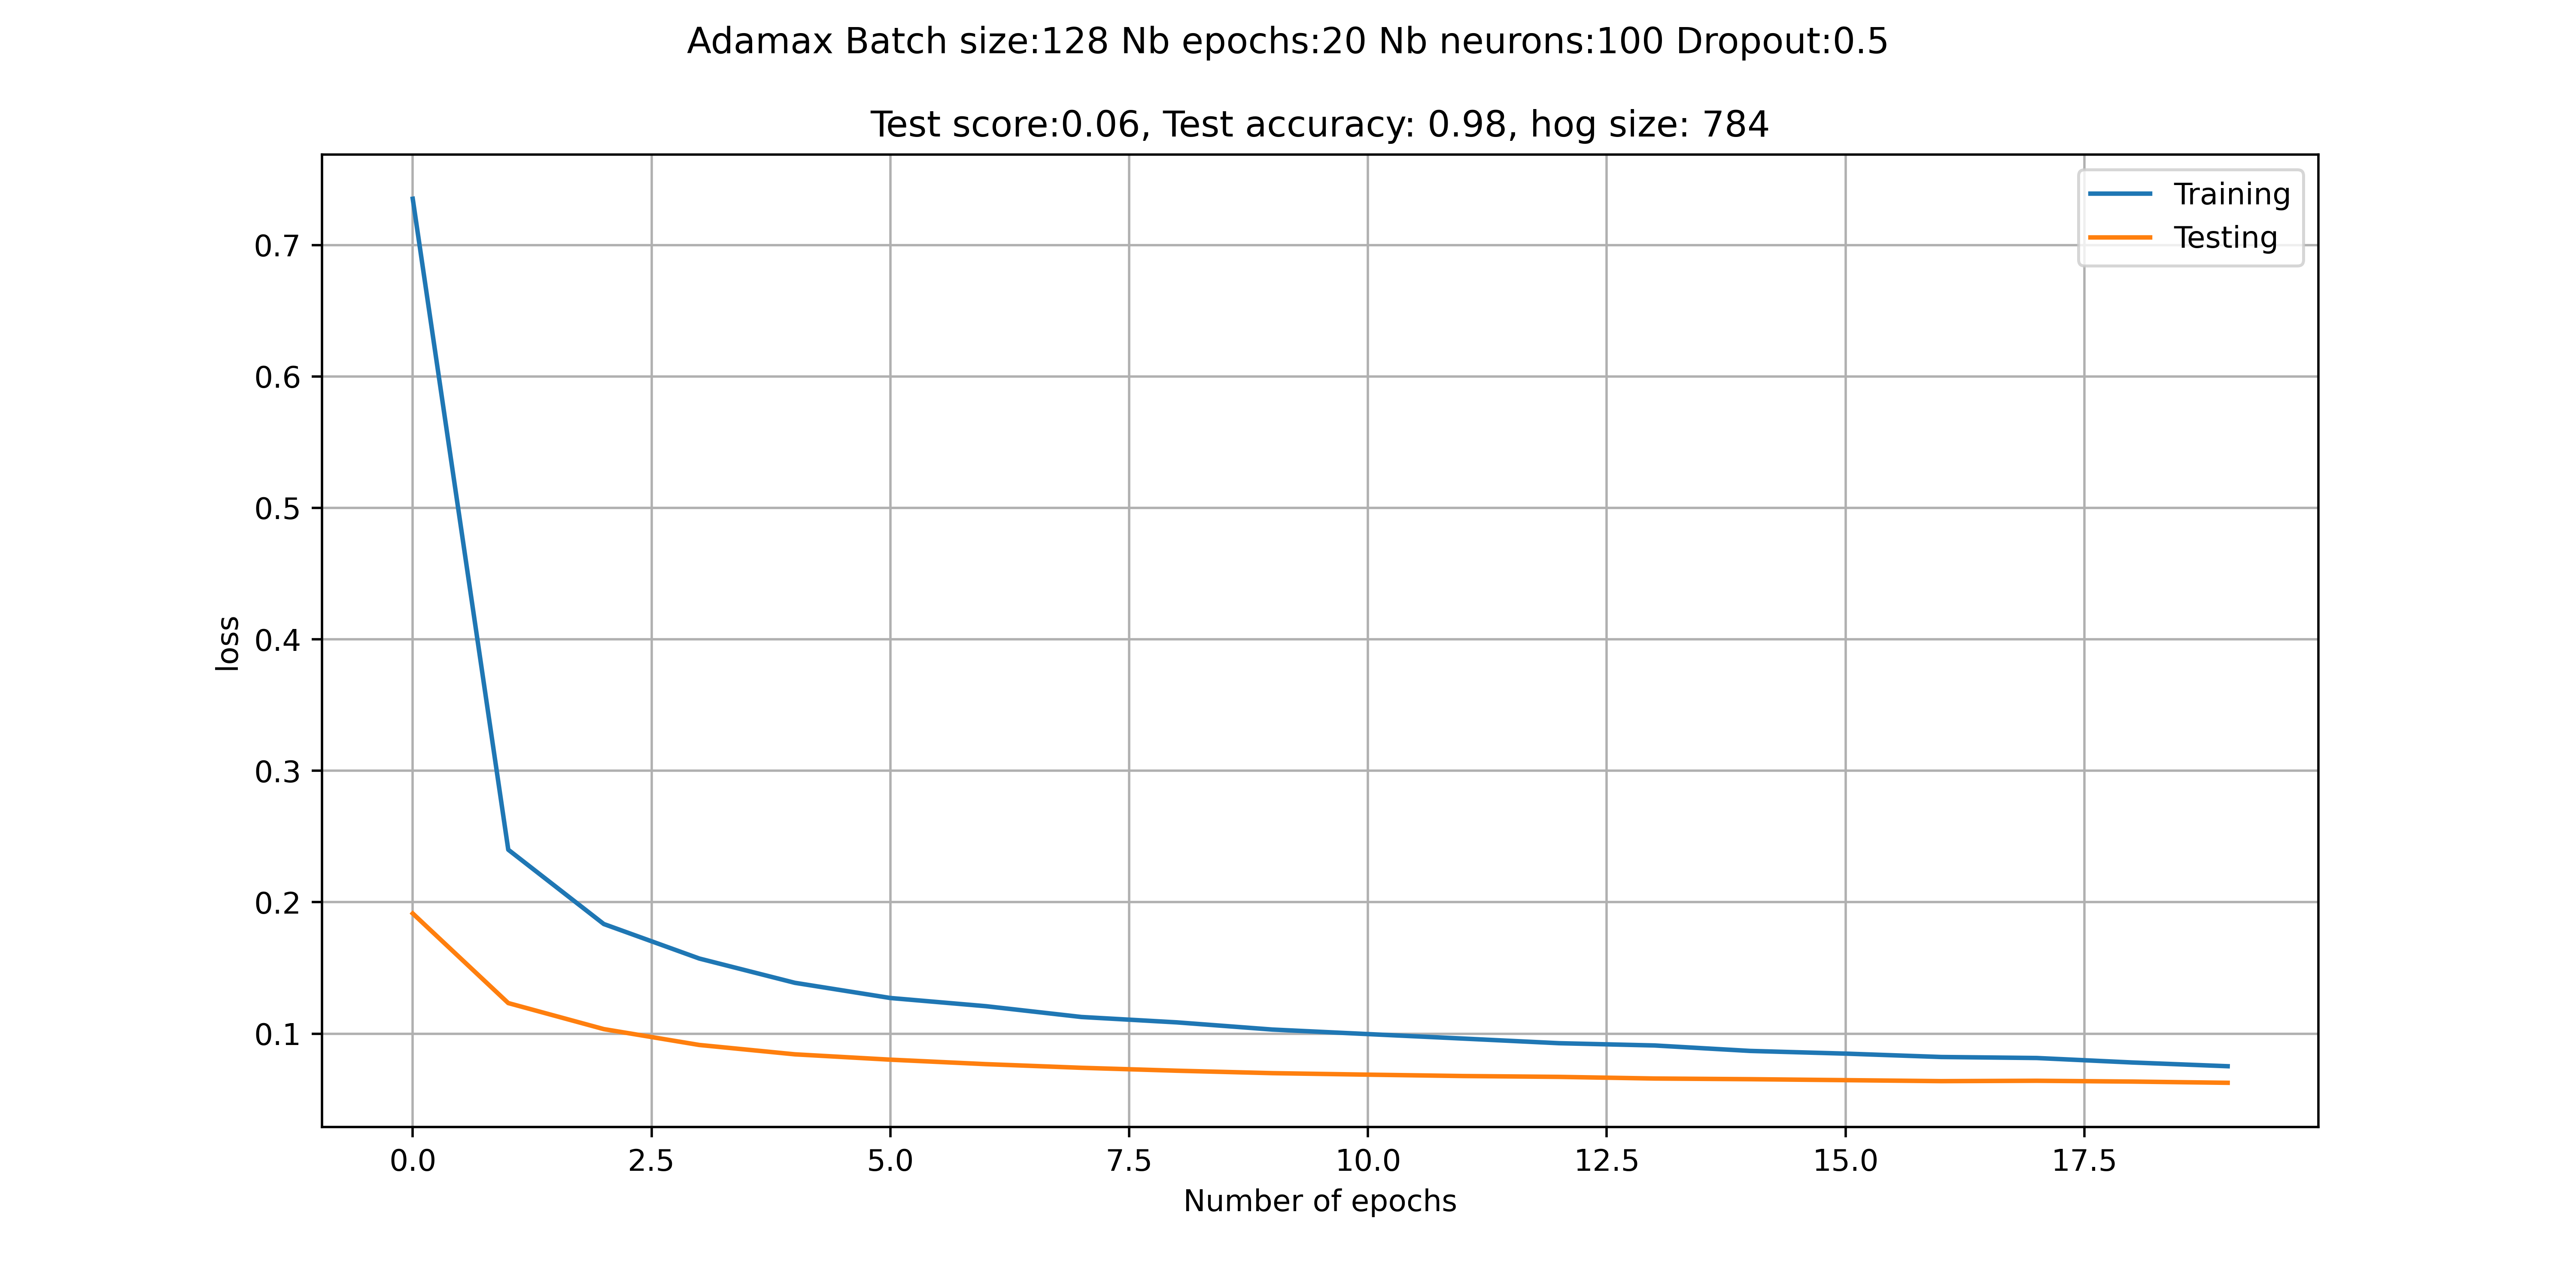 Adamax Batch size:128 Nb epochs:20 Nb neurons:100 Dropout:0.5
Test score:0.06, Test accuracy: 0.98, hog size: 784
Training
Testing
0.7
0.6
0.5
0.4
0.3
0.2
0.1
loss
0.0 2.5 5.0 7.5 10.0 12.5 15.0 17.5
Number of epochs